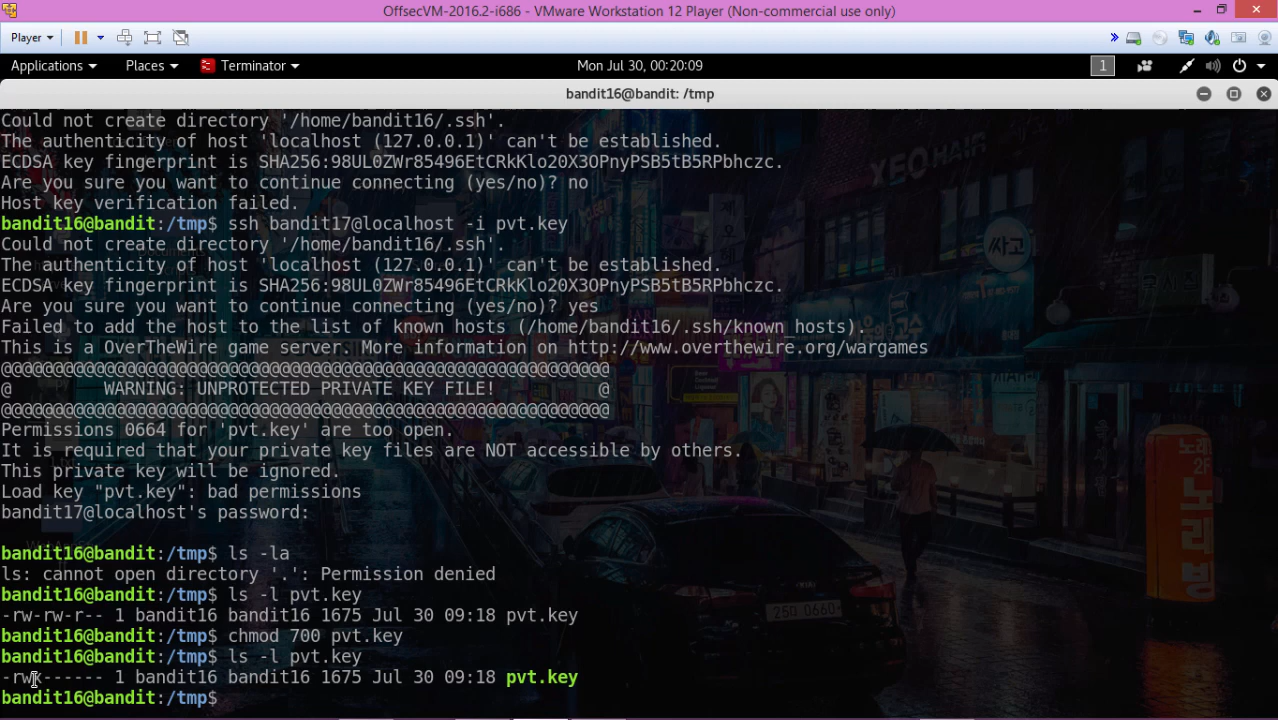 OffsecVM-2016.2-i686 - VMware Workstation 12 Player (Non-commercial use only)
Player
Applications Places Terminator Mon Jul 30, 00:20:09 1
bandit16@bandit: /tmp
Could not create directory '/home/bandit16/.ssh'.
The authenticity of host 'localhost (127.0.0.1)' can't be established.
ECDSA key fingerprint is SHA256:98UL0ZWr85496EtCRkKlo20X3OPnyPSB5tB5RPbhczc.
Are you sure you want to continue connecting (yes/no)? no
Host key verification failed.
bandit16@bandit:/tmp$ ssh bandit17@localhost -i pvt.key
Could not create directory '/home/bandit16/.ssh'.
The authenticity of host 'localhost (127.0.0.1)' can't be established.
ECDSA key fingerprint is SHA256:98UL0ZWr85496EtCRkKlo20X3OPnyPSB5tB5RPbhczc.
Are you sure you want to continue connecting (yes/no)? yes
Failed to add the host to the list of known hosts (/home/bandit16/.ssh/known_hosts).
This is a OverTheWire game server. More information on http://www.overthewire.org/wargames
@@@@@@@@@@@@@@@@@@@@@@@@@@@@@@@@@@@@@@@@@@@@@@@@@@@@@@@@@@@
@         WARNING: UNPROTECTED PRIVATE KEY FILE!          @
@@@@@@@@@@@@@@@@@@@@@@@@@@@@@@@@@@@@@@@@@@@@@@@@@@@@@@@@@@@
Permissions 0664 for 'pvt.key' are too open.
It is required that your private key files are NOT accessible by others.
This private key will be ignored.
Load key "pvt.key": bad permissions
bandit17@localhost's password:
bandit16@bandit:/tmp$ ls -la
ls: cannot open directory '.': Permission denied
bandit16@bandit:/tmp$ ls -l pvt.key
-rw-rw-r-- 1 bandit16 bandit16 1675 Jul 30 09:18 pvt.key
bandit16@bandit:/tmp$ chmod 700 pvt.key
bandit16@bandit:/tmp$ ls -l pvt.key
-rwx------ 1 bandit16 bandit16 1675 Jul 30 09:18 pvt.key
bandit16@bandit:/tmp$
XEO HAIR
싸고
노래